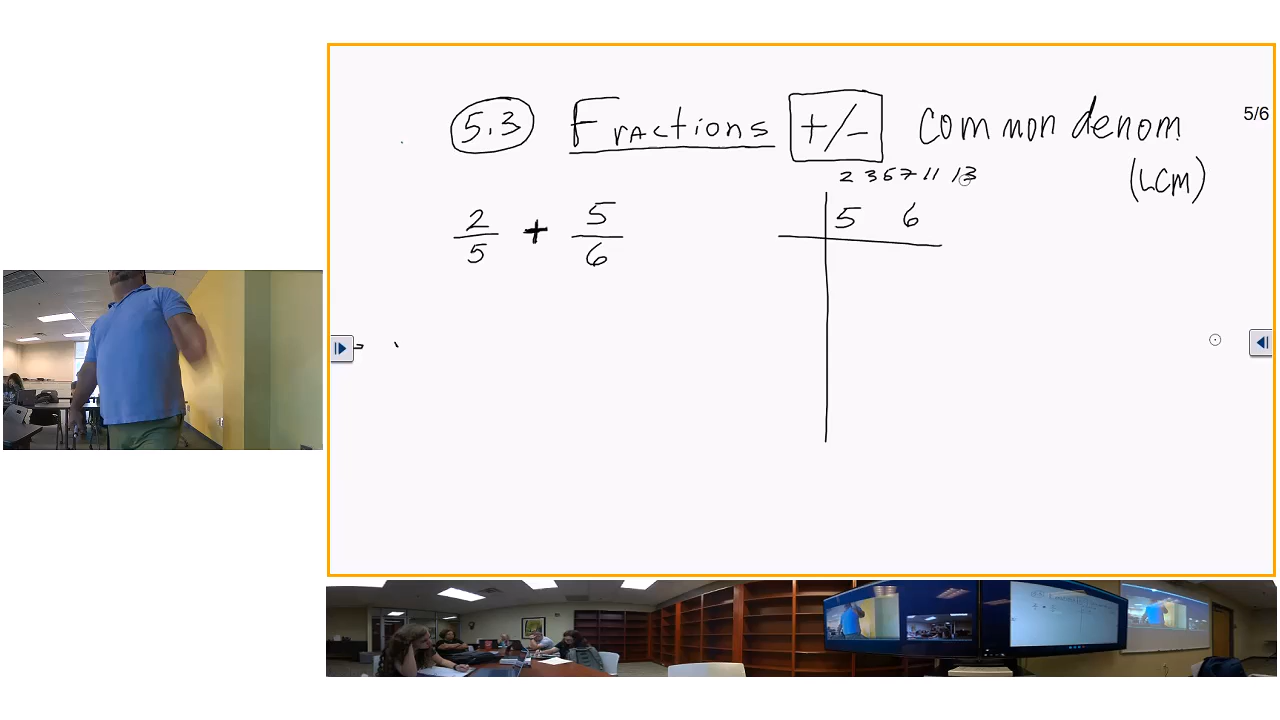 5.3 Fractions +/- common denom.
5/6
2 3 5 7 11 13
(LCM)
2/5 + 5/6
5 6